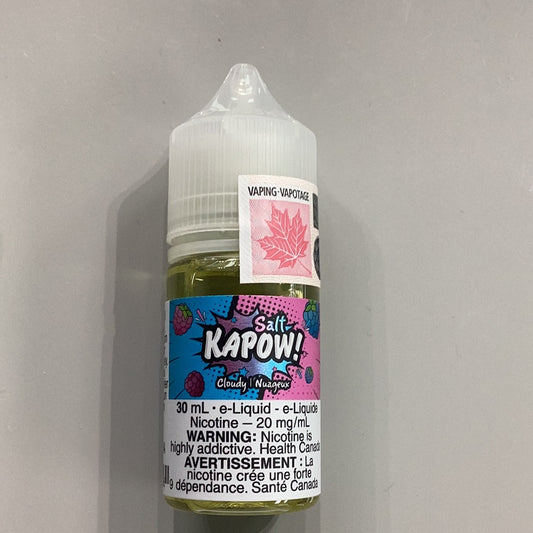 VAPING·VAPOTAGE
Salt
KAPOW!
Cloudy | Nuageux
30 mL · e-Liquid - e-Liquide
Nicotine — 20 mg/mL
WARNING: Nicotine is
highly addictive. Health Canada
AVERTISSEMENT : La
nicotine crée une forte
dépendance. Santé Canada